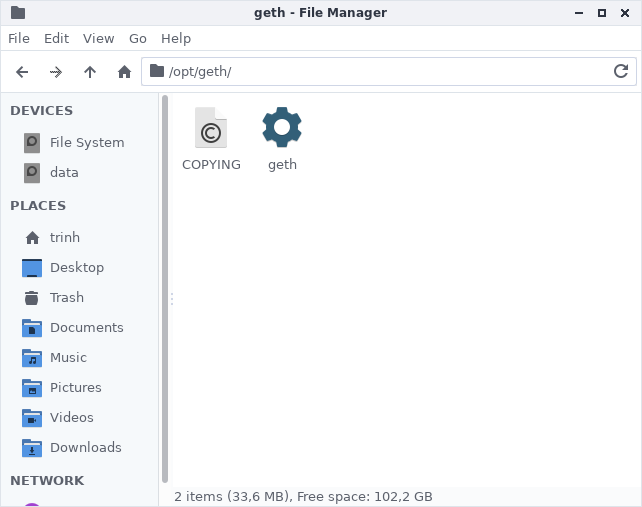 geth - File Manager
File Edit View Go Help
/opt/geth/
DEVICES
File System
data
PLACES
trinh
Desktop
Trash
Documents
Music
Pictures
Videos
Downloads
NETWORK
COPYING
geth
2 items (33,6 MB), Free space: 102,2 GB